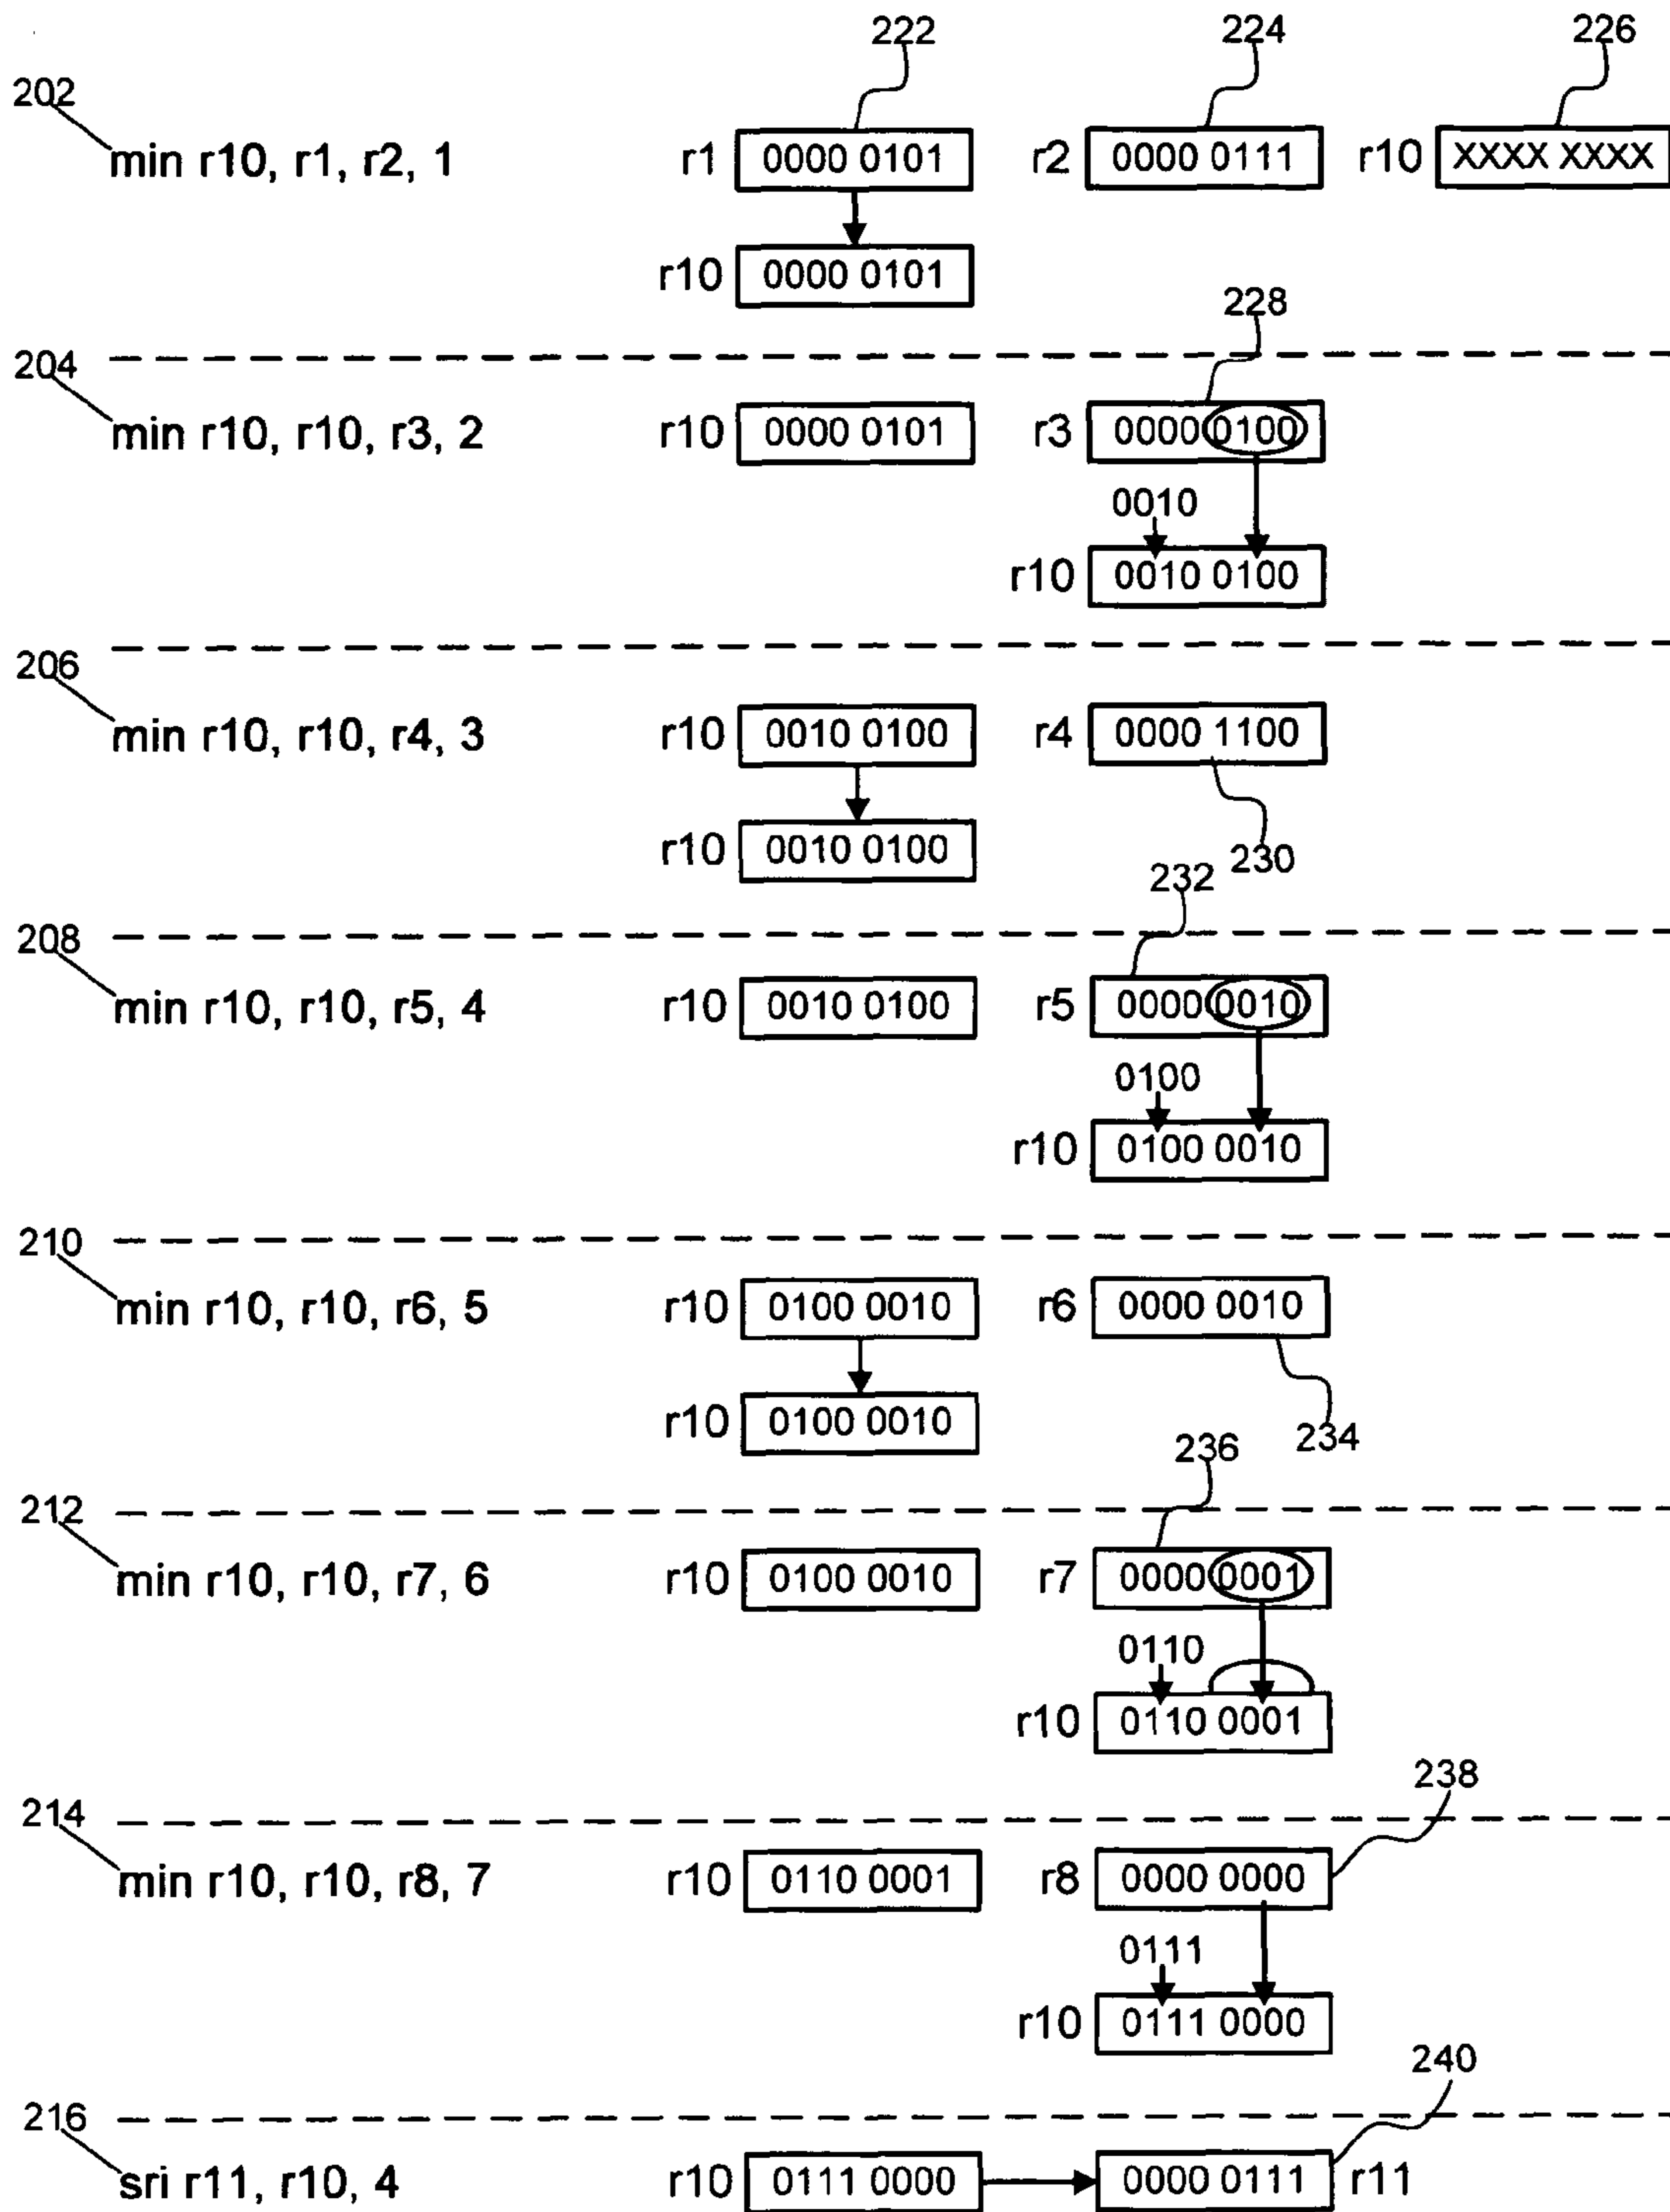 222 224 226
202
min r10, r1, r2, 1 r1 0000 0101 r2 0000 0111 r10 XXXX XXXX
r10 0000 0101
228
204
min r10, r10, r3, 2 r10 0000 0101 r3 0000 0100
0010
r10 0010 0100
206
min r10, r10, r4, 3 r10 0010 0100 r4 0000 1100
r10 0010 0100 230
232
208
min r10, r10, r5, 4 r10 0010 0100 r5 0000 0010
0100
r10 0100 0010
210
min r10, r10, r6, 5 r10 0100 0010 r6 0000 0010
r10 0100 0010 234
236
212
min r10, r10, r7, 6 r10 0100 0010 r7 0000 0001
0110
r10 0110 0001
238
214
min r10, r10, r8, 7 r10 0110 0001 r8 0000 0000
0111
r10 0111 0000
240
216
sri r11, r10, 4 r10 0111 0000 0000 0111 r11